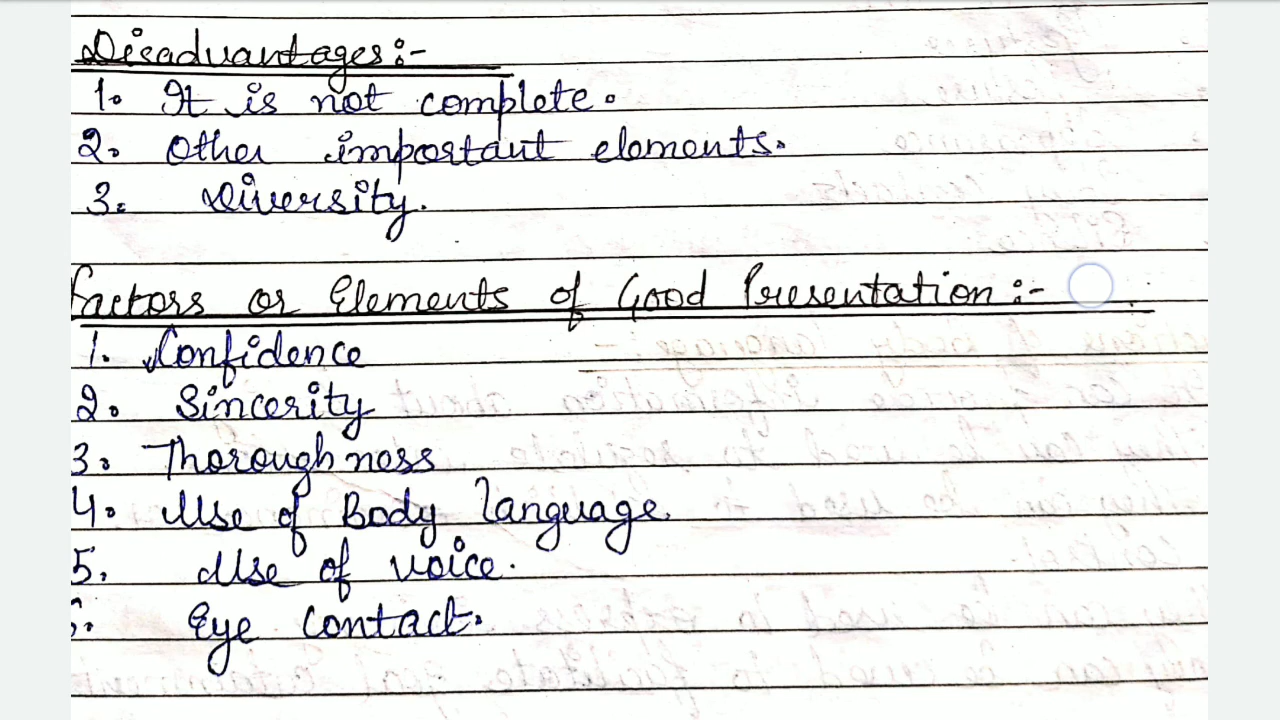 Disadvantages:-
1. It is not complete.
2. Other important elements.
3. Diversity.
Factors or Elements of Good Presentation:-
1. Confidence
2. Sincerity
3. Thoroughness
4. Use of Body language.
5. Use of voice.
Eye contact.